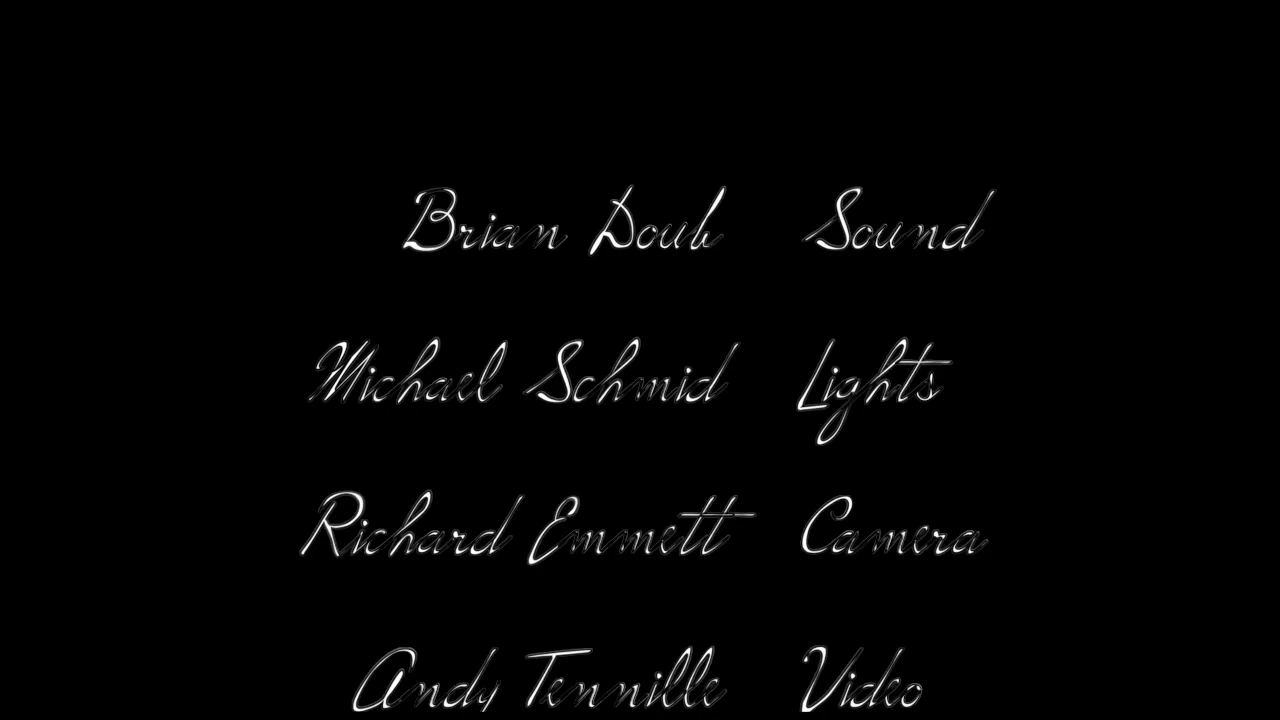 Brian Doub Sound
Michael Schmid Lights
Richard Emmett Camera
Andy Tennille Video